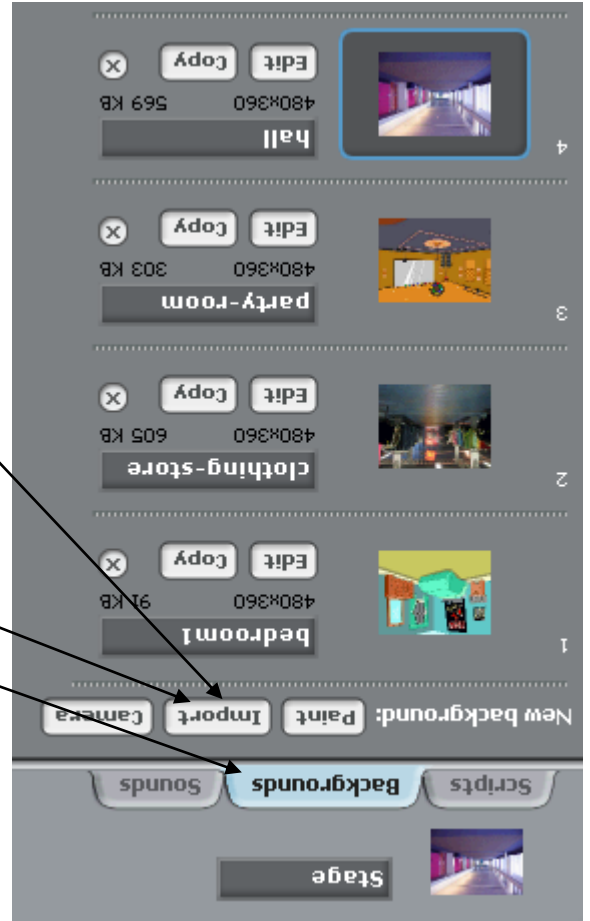 Stage
Scripts Backgrounds Sounds
New background: Paint Import Camera
1
bedroom1
480x360 91 KB
Edit Copy
2
clothing-store
480x360 605 KB
Edit Copy
3
party-room
480x360 303 KB
Edit Copy
4
hall
480x360 569 KB
Edit Copy